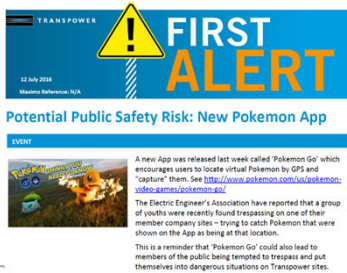 TRANSPOWER
FIRST
ALERT
12 July 2016
Maximo Reference: N/A
Potential Public Safety Risk: New Pokemon App
EVENT
A new App was released last week called 'Pokemon Go' which
encourages users to locate virtual Pokemon by GPS and
"capture" them. See http://www.pokemon.com/us/pokemon-
video-games/pokemon-go/
The Electric Engineer's Association have reported that a group
of youths were recently found trespassing on one of their
member company sites – trying to catch Pokemon that were
shown on the App as being at that location.
This is a reminder that 'Pokemon Go' could also lead to
members of the public being tempted to trespass and put
themselves into dangerous situations on Transpower sites.
POKÉMON
GO